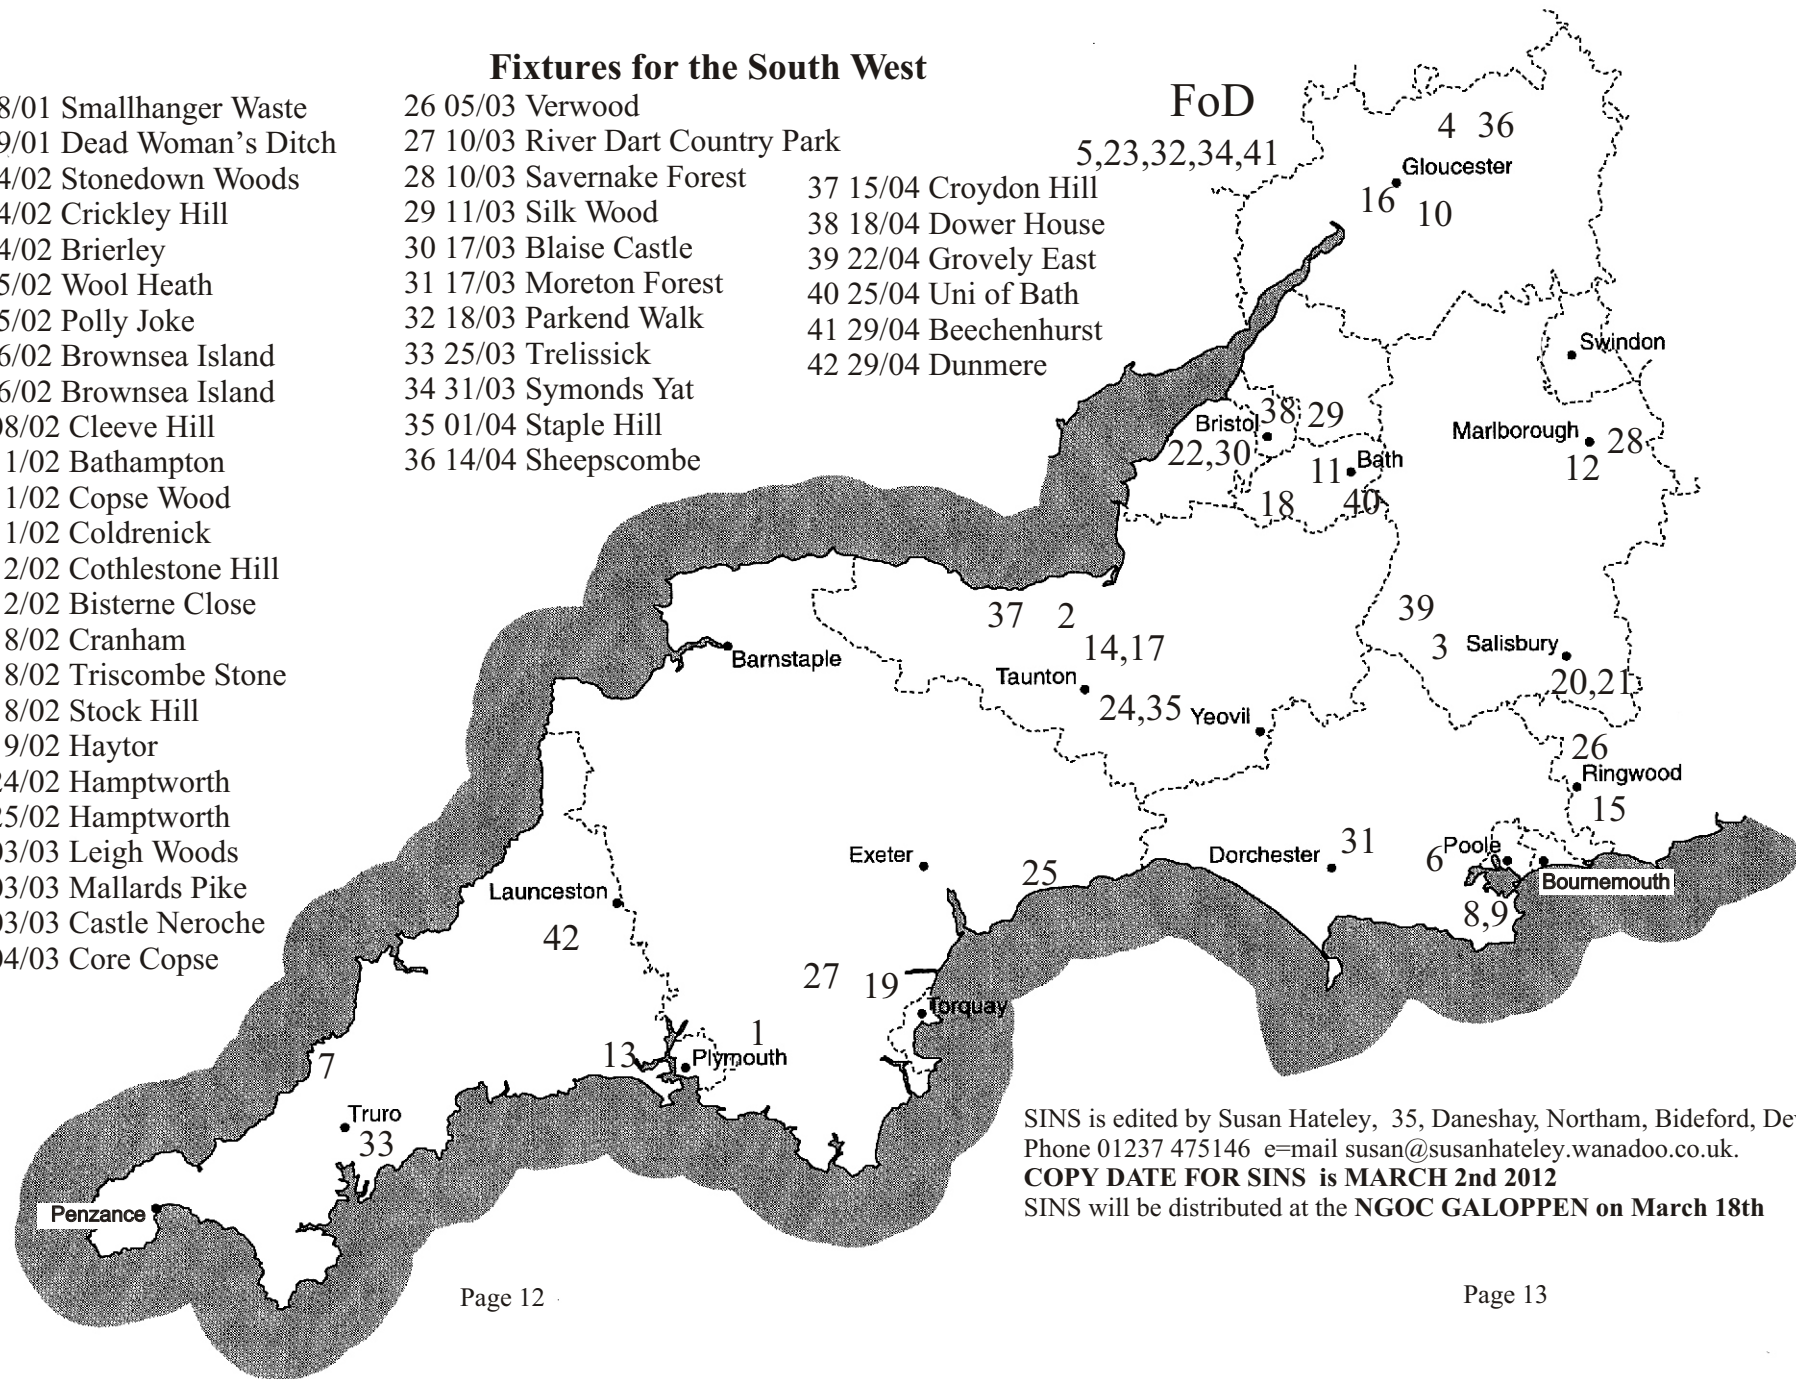 Fixtures for the South West
8/01 Smallhanger Waste
9/01 Dead Woman's Ditch
4/02 Stonedown Woods
4/02 Crickley Hill
4/02 Brierley
5/02 Wool Heath
5/02 Polly Joke
6/02 Brownsea Island
6/02 Brownsea Island
08/02 Cleeve Hill
1/02 Bathampton
1/02 Copse Wood
1/02 Coldrenick
2/02 Cothlestone Hill
2/02 Bisterne Close
8/02 Cranham
8/02 Triscombe Stone
8/02 Stock Hill
9/02 Haytor
24/02 Hamptworth
25/02 Hamptworth
03/03 Leigh Woods
03/03 Mallards Pike
03/03 Castle Neroche
04/03 Core Copse
26 05/03 Verwood
27 10/03 River Dart Country Park
28 10/03 Savernake Forest
29 11/03 Silk Wood
30 17/03 Blaise Castle
31 17/03 Moreton Forest
32 18/03 Parkend Walk
33 25/03 Trelissick
34 31/03 Symonds Yat
35 01/04 Staple Hill
36 14/04 Sheepscombe
37 15/04 Croydon Hill
38 18/04 Dower House
39 22/04 Grovely East
40 25/04 Uni of Bath
41 29/04 Beechenhurst
42 29/04 Dunmere
FoD
5,23,32,34,41
4 36
Gloucester
16
10
Swindon
38
29
Bristol
22,30
Marlborough
28
12
Bath
11
18
40
37
2
14,17
39
3
Salisbury
20,21
Barnstaple
Taunton
24,35
Yeovil
26
Ringwood
15
Exeter
25
Dorchester
31
6
Poole
Bournemouth
8,9
Launceston
42
27
19
Torquay
1
13
Plymouth
7
Truro
33
Penzance
SINS is edited by Susan Hateley, 35, Daneshay, Northam, Bideford, De
Phone 01237 475146 e=mail susan@susanhateley.wanadoo.co.uk.
COPY DATE FOR SINS is MARCH 2nd 2012
SINS will be distributed at the NGOC GALOPPEN on March 18th
Page 12
Page 13